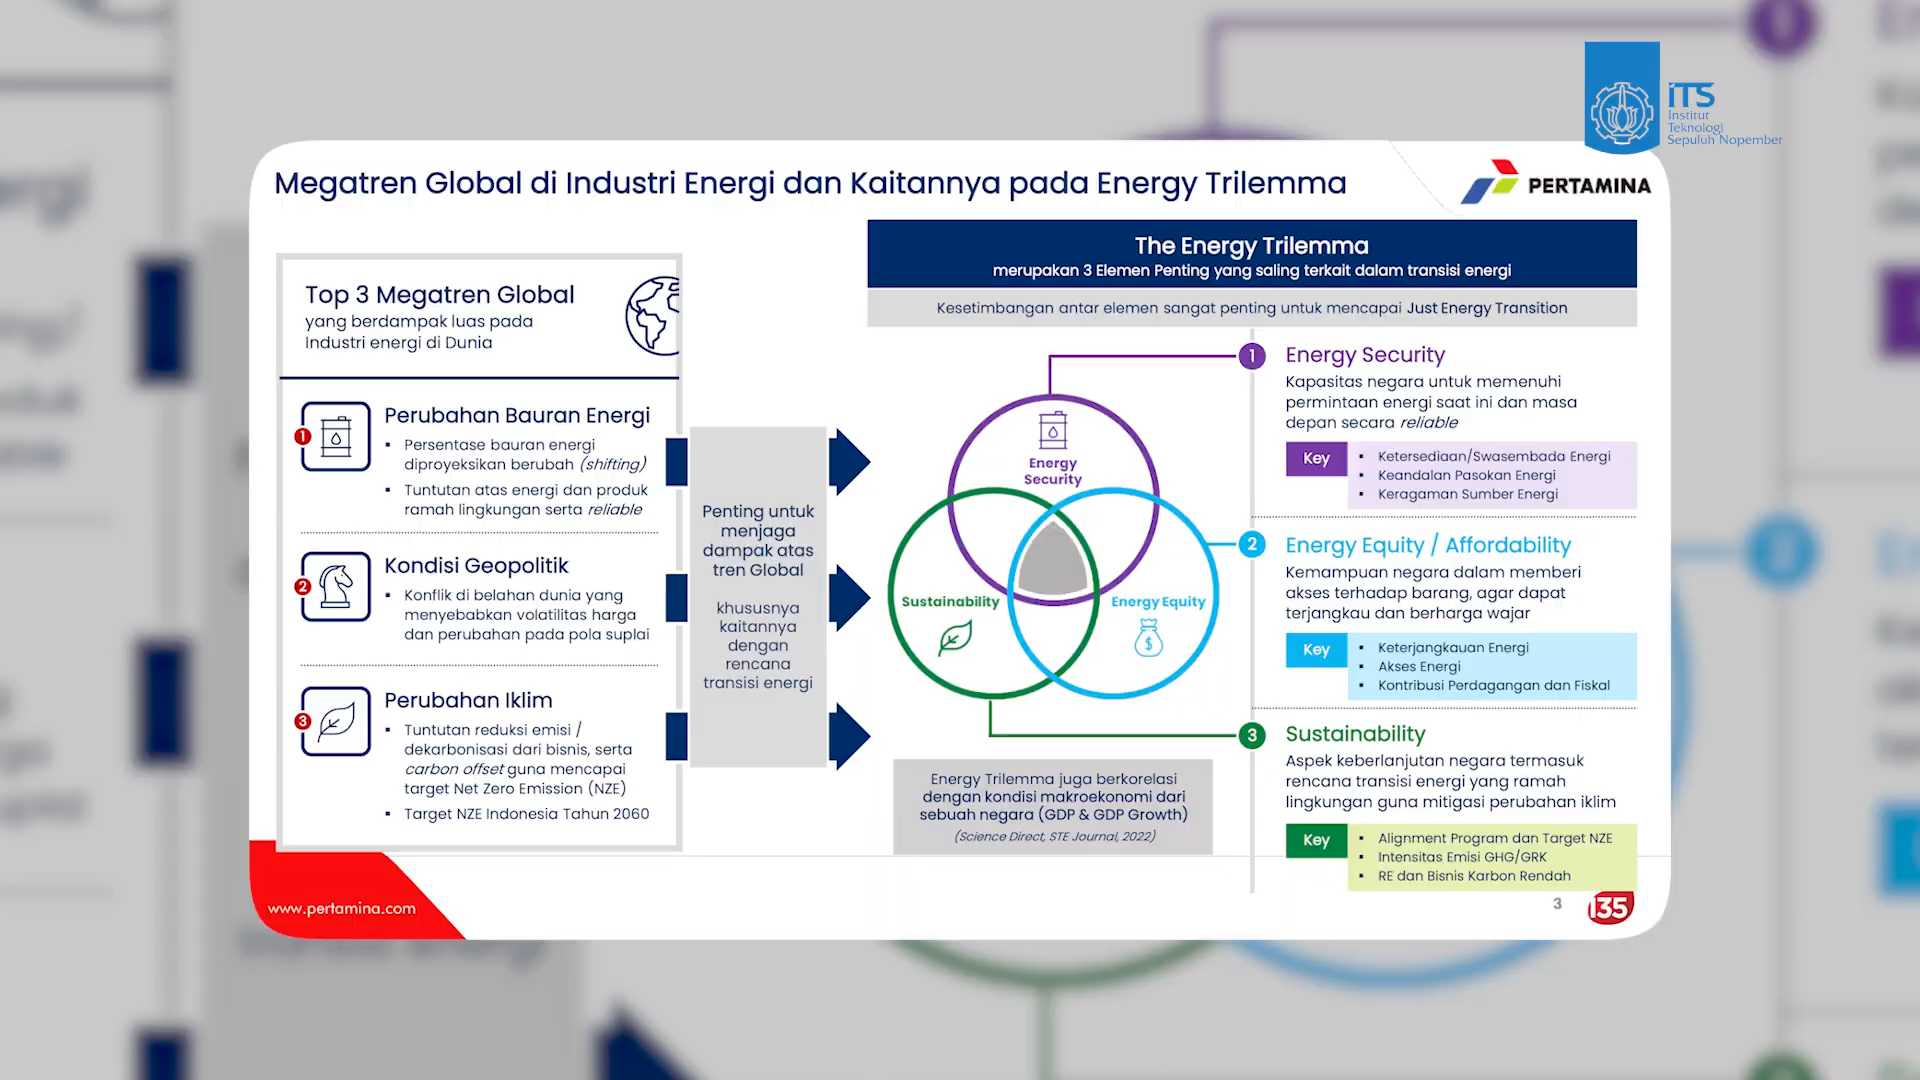 iTS
Institut
Teknologi
Sepuluh Nopember
Megatren Global di Industri Energi dan Kaitannya pada Energy Trilemma
PERTAMINA
Top 3 Megatren Global
yang berdampak luas pada
Industri energi di Dunia
1
Perubahan Bauran Energi
▪ Persentase bauran energi
diproyeksikan berubah (shifting)
▪ Tuntutan atas energi dan produk
ramah lingkungan serta reliable
2
Kondisi Geopolitik
▪ Konflik di belahan dunia yang
menyebabkan volatilitas harga
dan perubahan pada pola suplai
3
Perubahan Iklim
▪ Tuntutan reduksi emisi /
dekarbonisasi dari bisnis, serta
carbon offset guna mencapai
target Net Zero Emission (NZE)
▪ Target NZE Indonesia Tahun 2060
Penting untuk
menjaga
dampak atas
tren Global
khususnya
kaitannya
dengan
rencana
transisi energi
The Energy Trilemma
merupakan 3 Elemen Penting yang saling terkait dalam transisi energi
Kesetimbangan antar elemen sangat penting untuk mencapai Just Energy Transition
Energy
Security
Sustainability
Energy Equity
$
Energy Trilemma juga berkorelasi
dengan kondisi makroekonomi dari
sebuah negara (GDP & GDP Growth)
(Science Direct, STE Journal, 2022)
1
Energy Security
Kapasitas negara untuk memenuhi
permintaan energi saat ini dan masa
depan secara reliable
Key
▪ Ketersediaan/Swasembada Energi
▪ Keandalan Pasokan Energi
▪ Keragaman Sumber Energi
2
Energy Equity / Affordability
Kemampuan negara dalam memberi
akses terhadap barang, agar dapat
terjangkau dan berharga wajar
Key
▪ Keterjangkauan Energi
▪ Akses Energi
▪ Kontribusi Perdagangan dan Fiskal
3
Sustainability
Aspek keberlanjutan negara termasuk
rencana transisi energi yang ramah
lingkungan guna mitigasi perubahan iklim
Key
▪ Alignment Program dan Target NZE
▪ Intensitas Emisi GHG/GRK
▪ RE dan Bisnis Karbon Rendah
www.pertamina.com
3
135